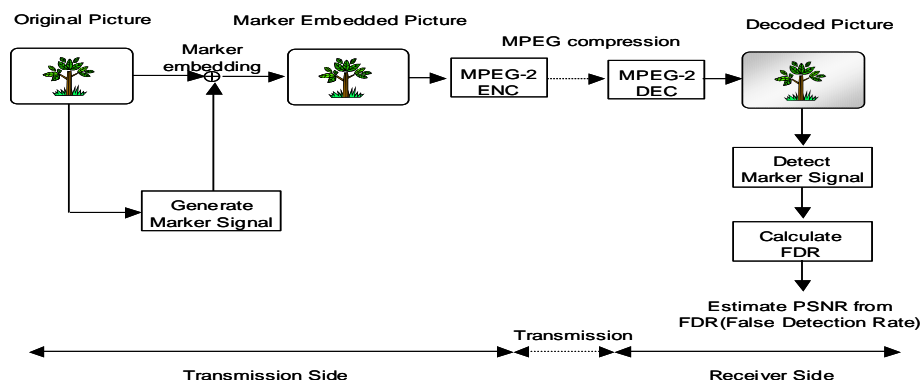 Original Picture
Marker Embedded Picture
Decoded Picture
Marker
embedding
MPEG compression
MPEG-2
ENC
MPEG-2
DEC
Generate
Marker Signal
Detect
Marker Signal
Calculate
FDR
Estimate PSNR from
FDR(False Detection Rate)
Transmission
Transmission Side
Receiver Side